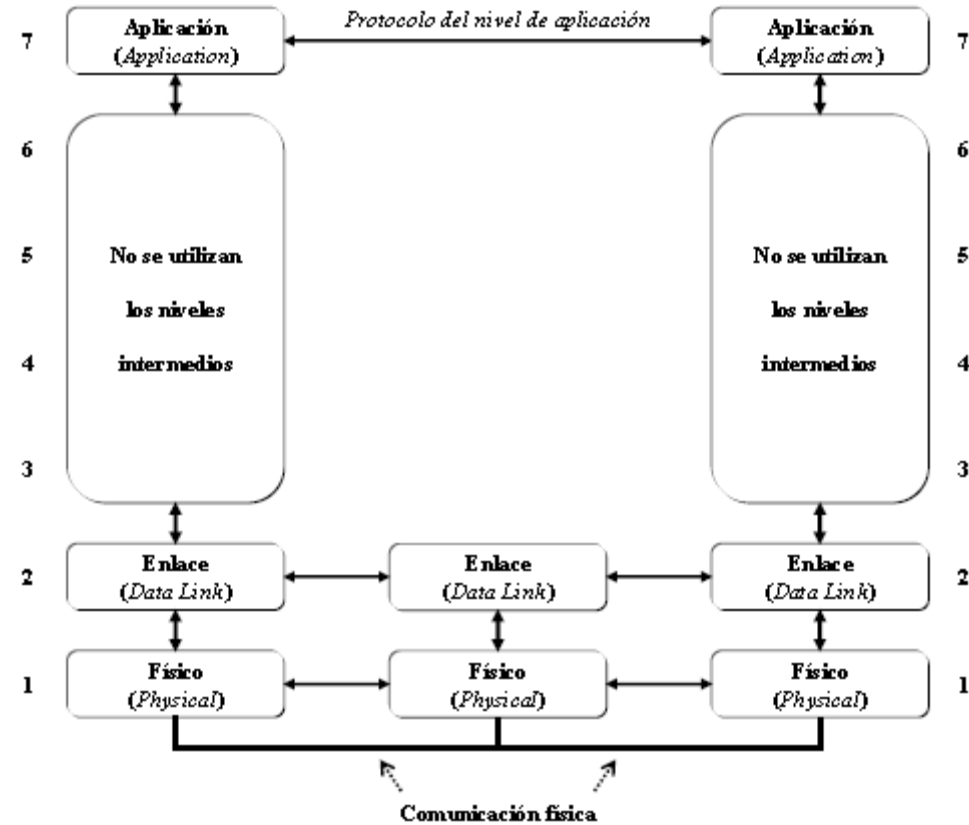 Aplicación Protocolo del nivel de aplicación Aplicación
7 (Application) (Application) 7
6 6
5 No se utilizan No se utilizan 5
los niveles los niveles
4 intermedios intermedios 4
3 3
Enlace Enlace Enlace
2 (Data Link) (Data Link) (Data Link) 2
Físico Físico Físico
1 (Physical) (Physical) (Physical) 1
Comunicación física